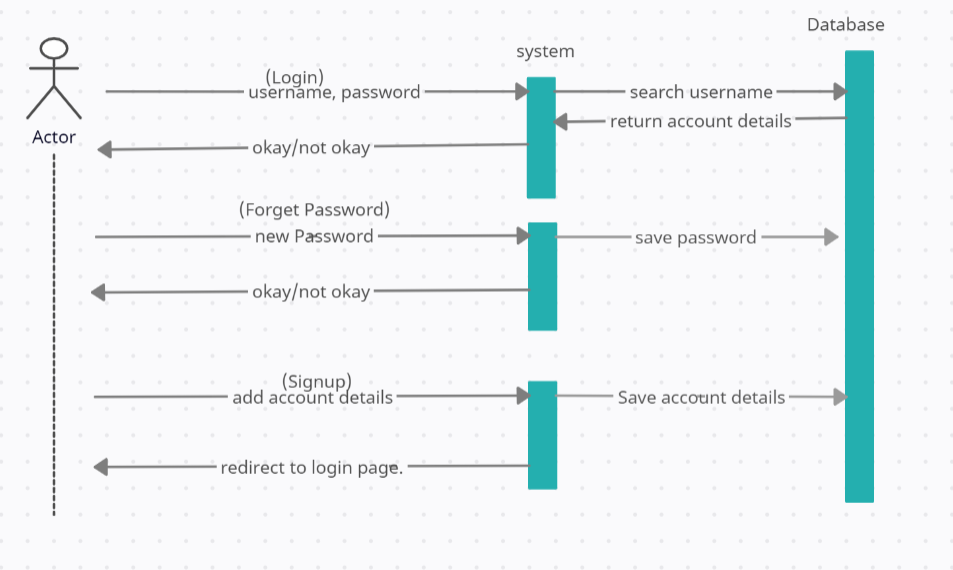 Database
system
(Login)
username, password
search username
return account details
Actor
okay/not okay
(Forget Password)
new Password
save password
okay/not okay
(Signup)
add account details
Save account details
redirect to login page.